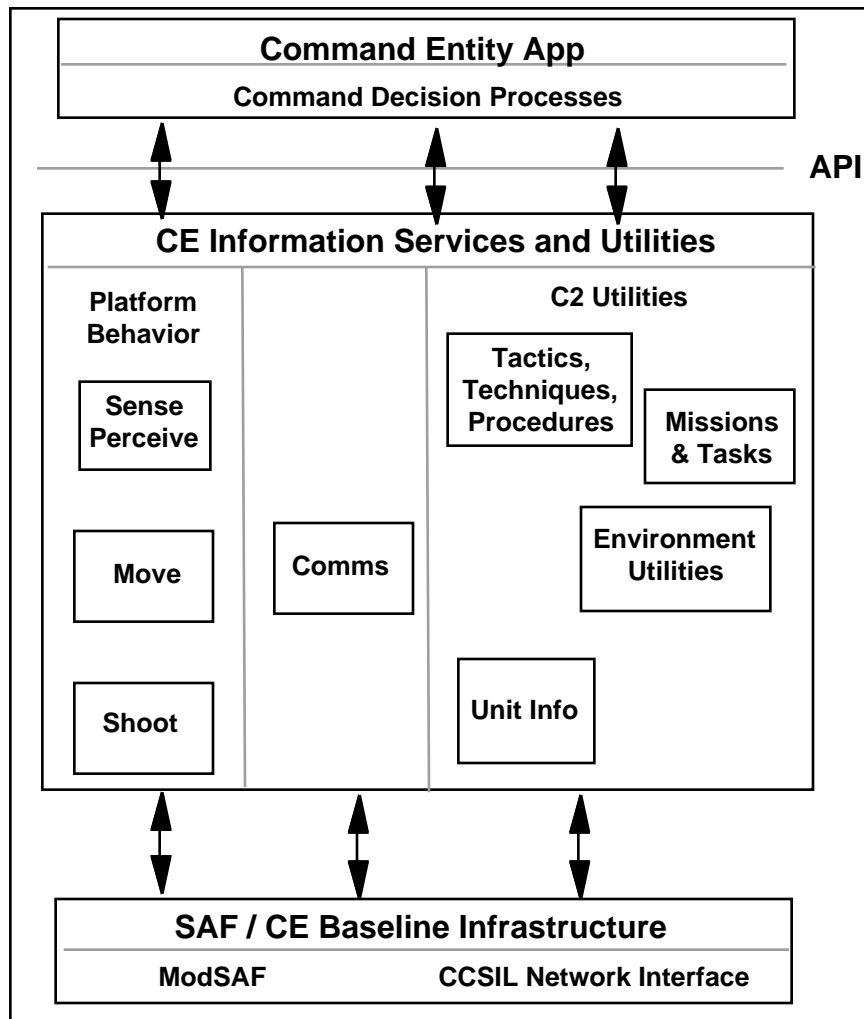 Command Entity App
Command Decision Processes
API
CE Information Services and Utilities
Platform
Behavior
Sense
Perceive
Move
Shoot
Comms
C2 Utilities
Tactics,
Techniques,
Procedures
Missions
& Tasks
Environment
Utilities
Unit Info
SAF / CE Baseline Infrastructure
ModSAF
CCSIL Network Interface